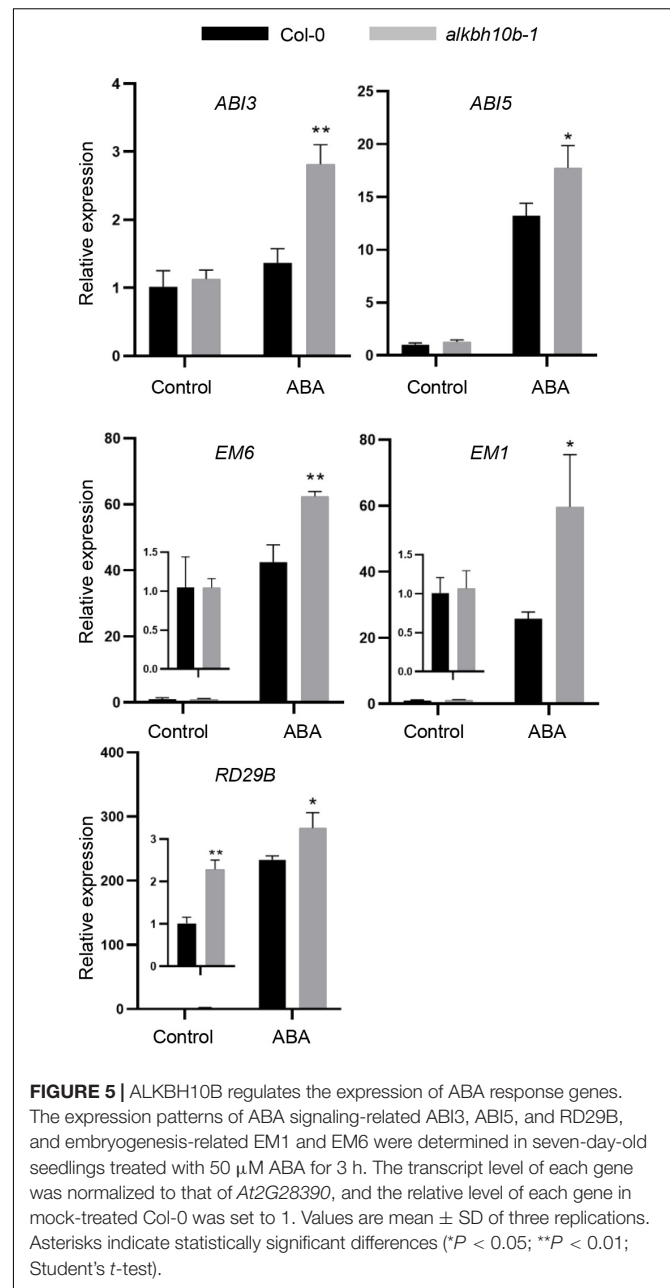 Col-0 alkbh10b-1
ABI3
Relative expression
4
3
2
1
0
**
Control ABA
ABI5
25
20
15
10
5
0
*
Control ABA
EM6
Relative expression
80
60
40
20
0
1.5
1.0
0.5
0.0
**
Control ABA
EM1
80
60
40
20
0
1.5
1.0
0.5
0.0
*
Control ABA
RD29B
Relative expression
400
300
200
100
0
3
2
1
0
**
*
Control ABA
FIGURE 5 | ALKBH10B regulates the expression of ABA response genes.
The expression patterns of ABA signaling-related ABI3, ABI5, and RD29B,
and embryogenesis-related EM1 and EM6 were determined in seven-day-old
seedlings treated with 50 μM ABA for 3 h. The transcript level of each gene
was normalized to that of At2G28390, and the relative level of each gene in
mock-treated Col-0 was set to 1. Values are mean ± SD of three replications.
Asterisks indicate statistically significant differences (*P < 0.05; **P < 0.01;
Student's t-test).